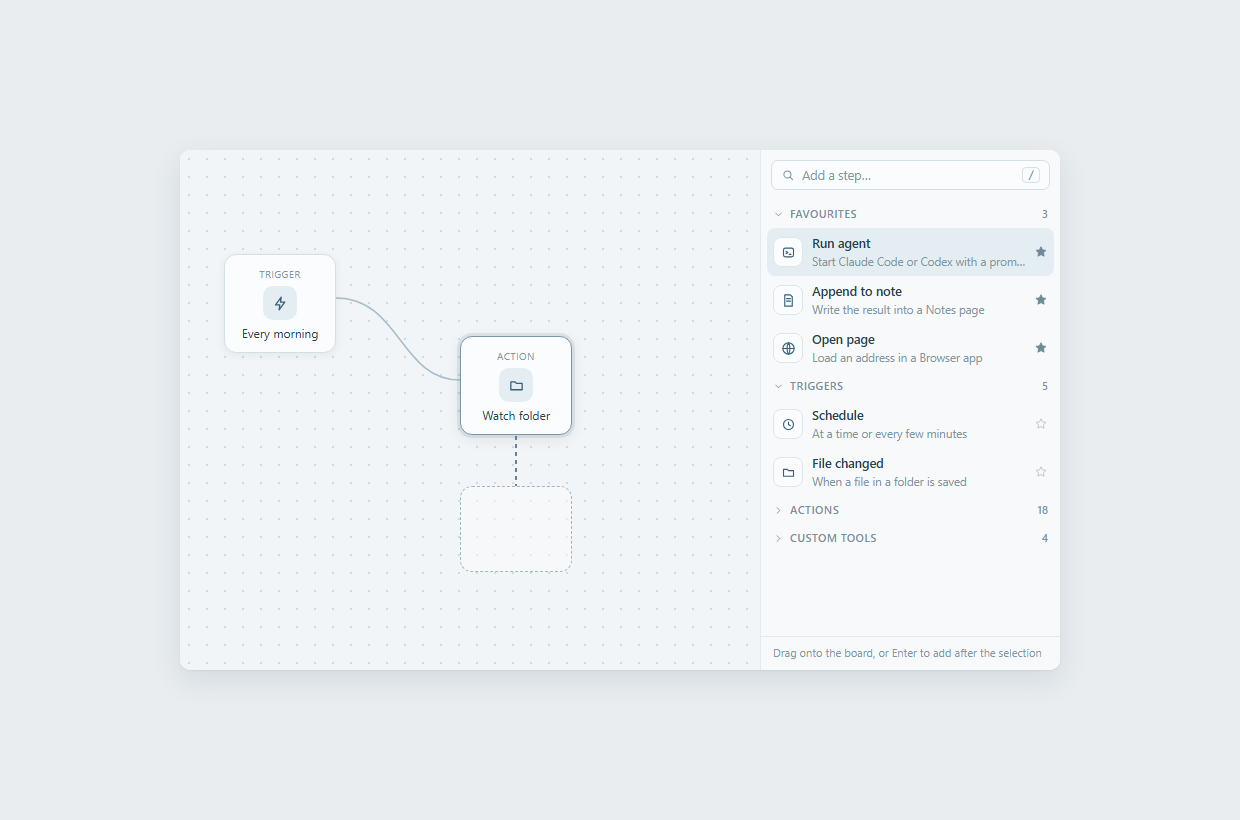 TRIGGER
Every morning
ACTION
Watch folder
Add a step...
/
FAVOURITES 3
Run agent
Start Claude Code or Codex with a prom...
Append to note
Write the result into a Notes page
Open page
Load an address in a Browser app
TRIGGERS 5
Schedule
At a time or every few minutes
File changed
When a file in a folder is saved
ACTIONS 18
CUSTOM TOOLS 4
Drag onto the board, or Enter to add after the selection